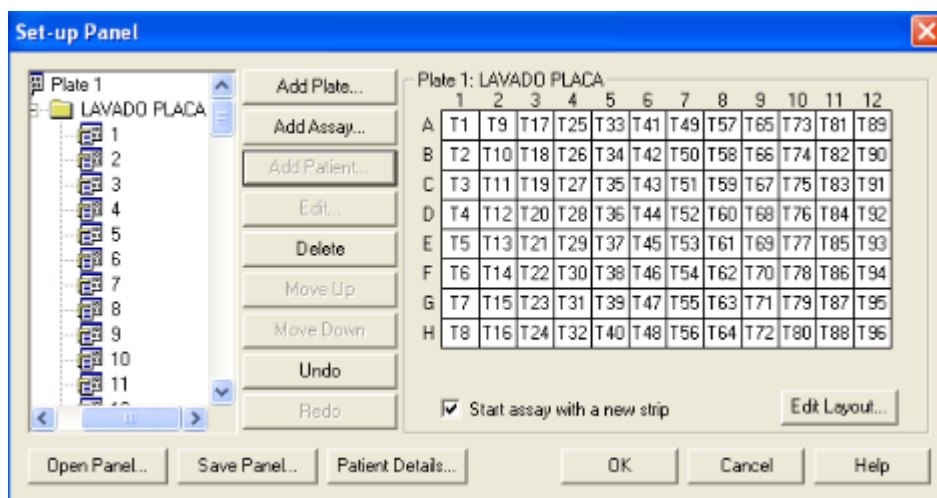 Set-up Panel
Plate 1
LAVADO PLACA
1
2
3
4
5
6
7
8
9
10
11
Add Plate...
Add Assay...
Add Patient...
Edit...
Delete
Move Up
Move Down
Undo
Redo
Plate 1: LAVADO PLACA
1 2 3 4 5 6 7 8 9 10 11 12
A T1 T9 T17 T25 T33 T41 T49 T57 T65 T73 T81 T89
B T2 T10 T18 T26 T34 T42 T50 T58 T66 T74 T82 T90
C T3 T11 T19 T27 T35 T43 T51 T59 T67 T75 T83 T91
D T4 T12 T20 T28 T36 T44 T52 T60 T68 T76 T84 T92
E T5 T13 T21 T29 T37 T45 T53 T61 T69 T77 T85 T93
F T6 T14 T22 T30 T38 T46 T54 T62 T70 T78 T86 T94
G T7 T15 T23 T31 T39 T47 T55 T63 T71 T79 T87 T95
H T8 T16 T24 T32 T40 T48 T56 T64 T72 T80 T88 T96
Start assay with a new strip
Edit Layout...
Open Panel... Save Panel... Patient Details... OK Cancel Help